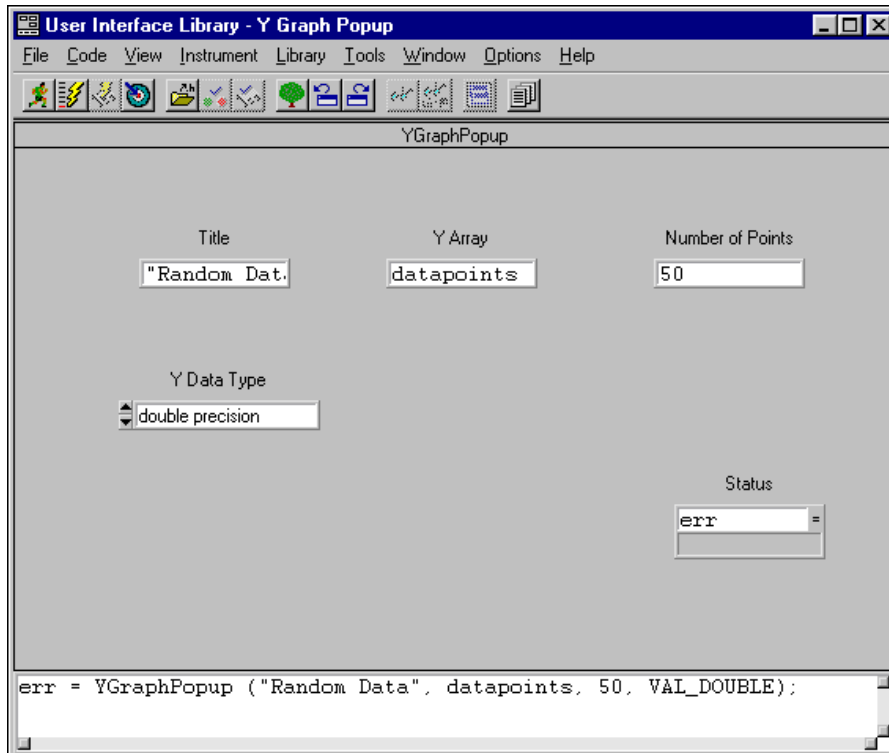 User Interface Library - Y Graph Popup
File Code View Instrument Library Tools Window Options Help
YGraphPopup
Title Y Array Number of Points
"Random Dat. datapoints 50
Y Data Type
double precision
Status
err =
err = YGraphPopup ("Random Data", datapoints, 50, VAL_DOUBLE);